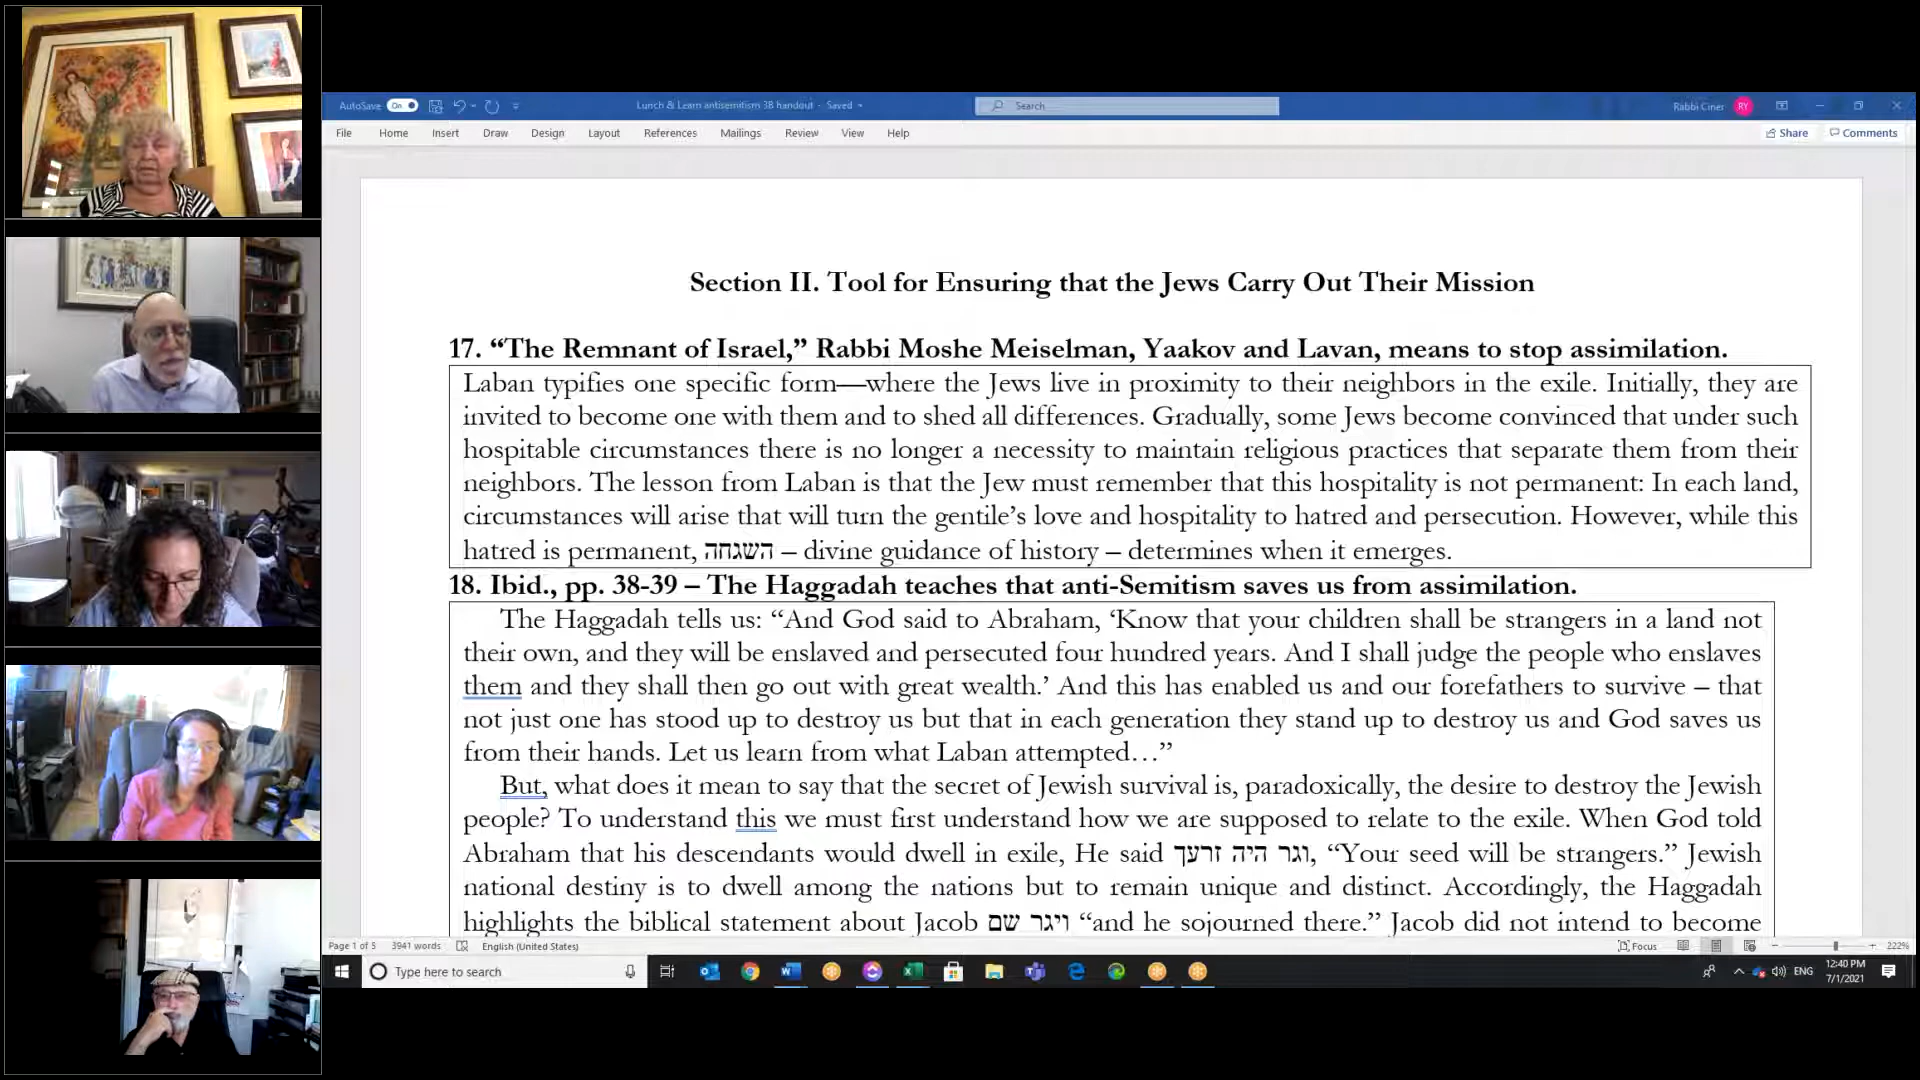 AutoSave On
Lunch & Learn antisemitism 3B handout - Saved
Search
Rabbi Ciner RY
File Home Insert Draw Design Layout References Mailings Review View Help
Share Comments
Section II. Tool for Ensuring that the Jews Carry Out Their Mission
17. “The Remnant of Israel,” Rabbi Moshe Meiselman, Yaakov and Lavan, means to stop assimilation.
Laban typifies one specific form—where the Jews live in proximity to their neighbors in the exile. Initially, they are
invited to become one with them and to shed all differences. Gradually, some Jews become convinced that under such
hospitable circumstances there is no longer a necessity to maintain religious practices that separate them from their
neighbors. The lesson from Laban is that the Jew must remember that this hospitality is not permanent: In each land,
circumstances will arise that will turn the gentile’s love and hospitality to hatred and persecution. However, while this
hatred is permanent, השגחה – divine guidance of history – determines when it emerges.
18. Ibid., pp. 38-39 – The Haggadah teaches that anti-Semitism saves us from assimilation.
The Haggadah tells us: “And God said to Abraham, ‘Know that your children shall be strangers in a land not
their own, and they will be enslaved and persecuted four hundred years. And I shall judge the people who enslaves
them and they shall then go out with great wealth.’ And this has enabled us and our forefathers to survive – that
not just one has stood up to destroy us but that in each generation they stand up to destroy us and God saves us
from their hands. Let us learn from what Laban attempted…”
But, what does it mean to say that the secret of Jewish survival is, paradoxically, the desire to destroy the Jewish
people? To understand this we must first understand how we are supposed to relate to the exile. When God told
Abraham that his descendants would dwell in exile, He said וגר היה זרעך, “Your seed will be strangers.” Jewish
national destiny is to dwell among the nations but to remain unique and distinct. Accordingly, the Haggadah
highlights the biblical statement about Jacob ויגר שם “and he sojourned there.” Jacob did not intend to become
Page 1 of 5 3941 words English (United States)
Focus 222%
Type here to search
ENG
12:40 PM
7/1/2021